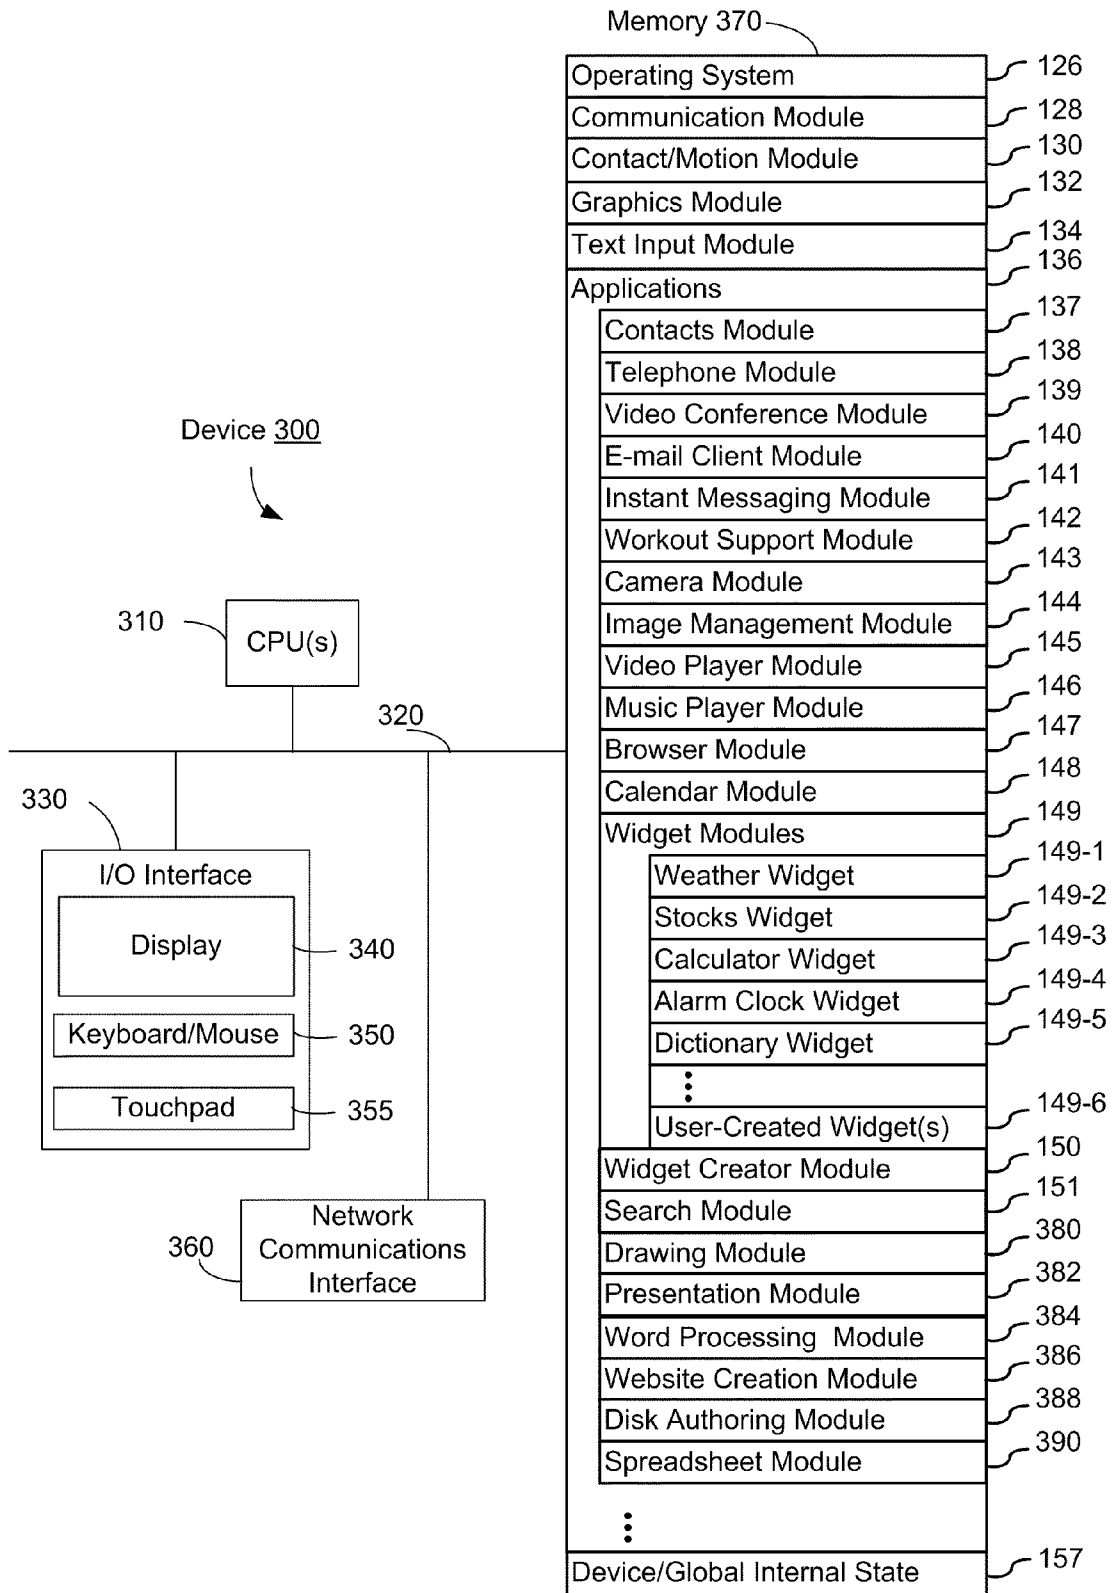 Memory 370
Operating System 126
Communication Module 128
Contact/Motion Module 130
Graphics Module 132
Text Input Module 134
Applications 136
Contacts Module 137
Telephone Module 138
Video Conference Module 139
E-mail Client Module 140
Instant Messaging Module 141
Workout Support Module 142
Camera Module 143
Image Management Module 144
Video Player Module 145
Music Player Module 146
Browser Module 147
Calendar Module 148
Widget Modules 149
Weather Widget 149-1
Stocks Widget 149-2
Calculator Widget 149-3
Alarm Clock Widget 149-4
Dictionary Widget 149-5
User-Created Widget(s) 149-6
Widget Creator Module 150
Search Module 151
Drawing Module 380
Presentation Module 382
Word Processing Module 384
Website Creation Module 386
Disk Authoring Module 388
Spreadsheet Module 390
Device/Global Internal State 157
Device 300
310
CPU(s)
320
330
I/O Interface
Display 340
Keyboard/Mouse 350
Touchpad 355
360
Network
Communications
Interface